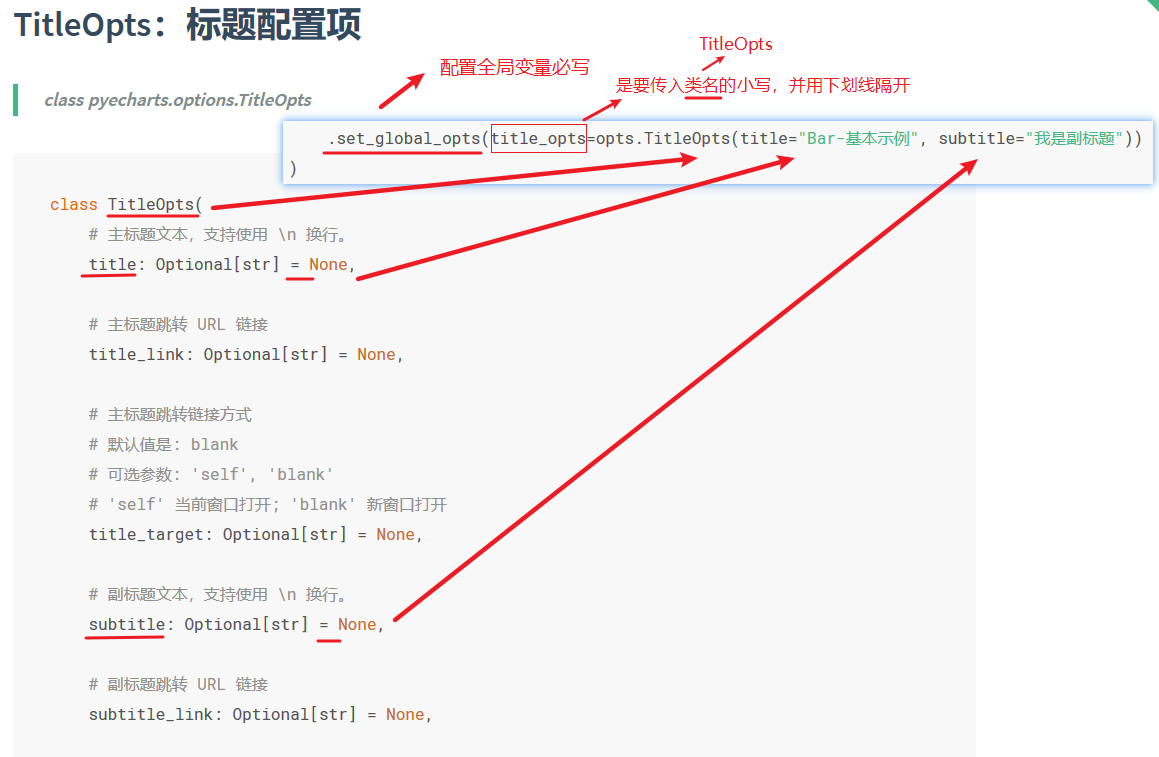 TitleOpts：标题配置项
TitleOpts
配置全局变量必写
是要传入类名的小写，并用下划线隔开
class pyecharts.options.TitleOpts
.set_global_opts(title_opts=opts.TitleOpts(title="Bar-基本示例", subtitle="我是副标题"))
)
class TitleOpts(
# 主标题文本，支持使用 \n 换行。
title: Optional[str] = None,
# 主标题跳转 URL 链接
title_link: Optional[str] = None,
# 主标题跳转链接方式
# 默认值是: blank
# 可选参数: 'self', 'blank'
# 'self' 当前窗口打开; 'blank' 新窗口打开
title_target: Optional[str] = None,
# 副标题文本，支持使用 \n 换行。
subtitle: Optional[str] = None,
# 副标题跳转 URL 链接
subtitle_link: Optional[str] = None,